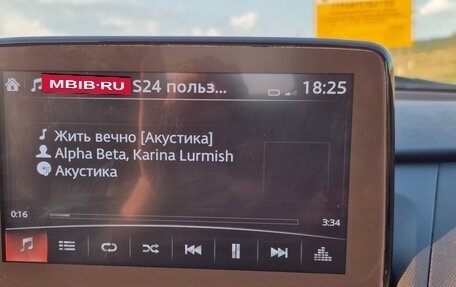 MBIB.RU S24 польз... 18:25
Жить вечно [Акустика]
Alpha Beta, Karina Lurmish
Акустика
0:16 3:34